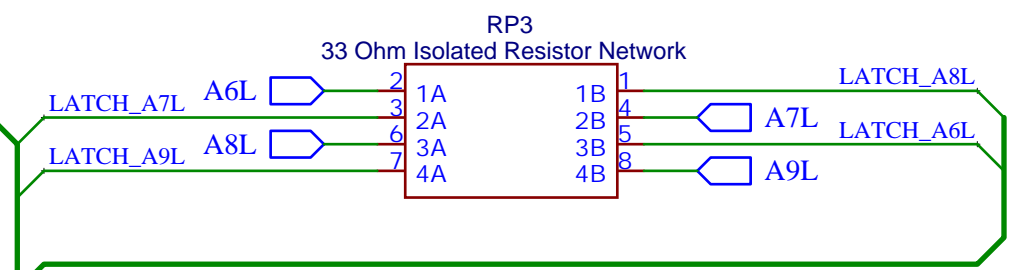 RP3
33 Ohm Isolated Resistor Network
A6L 2 1A 1B 1 LATCH_A8L
LATCH_A7L 3 2A 2B 4 A7L
A8L 6 3A 3B 5 LATCH_A6L
LATCH_A9L 7 4A 4B 8 A9L